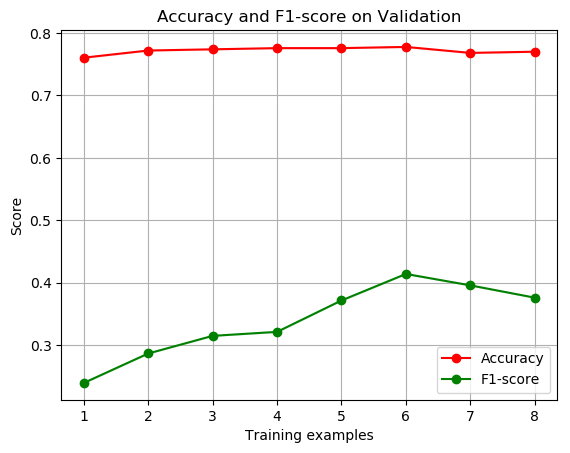 Accuracy and F1-score on Validation
0.8
0.7
0.6
0.5
0.4
0.3
Score
1 2 3 4 5 6 7 8
Training examples
Accuracy
F1-score